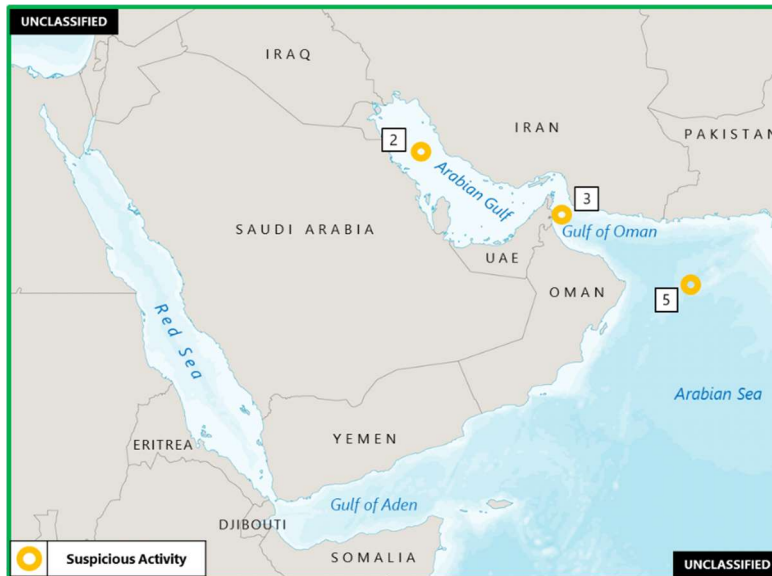 UNCLASSIFIED
IRAQ
IRAN
PAKISTAN
2
Arabian Gulf
3
SAUDI ARABIA
Gulf of Oman
UAE
OMAN
5
Red Sea
Arabian Sea
ERITREA
YEMEN
Gulf of Aden
DJIBOUTI
SOMALIA
Suspicious Activity
UNCLASSIFIED